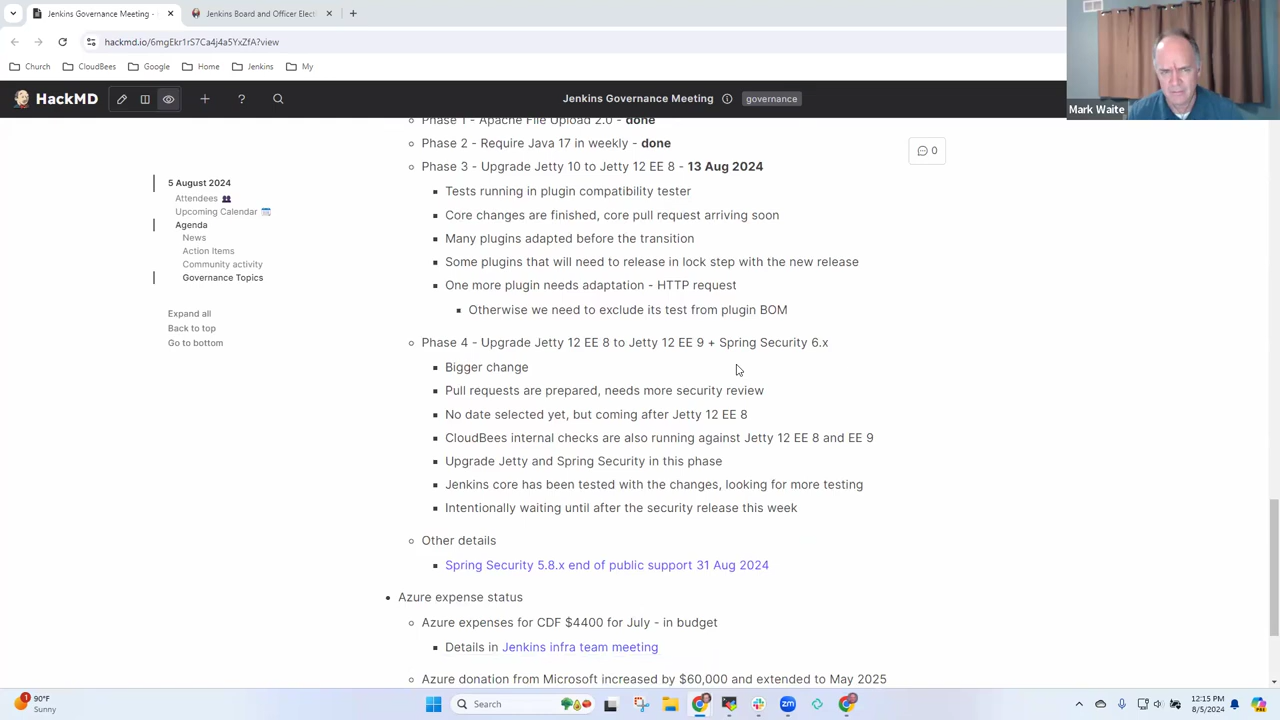 Jenkins Governance Meeting -
Jenkins Board and Officer Elect
hackmd.io/6mgEkr1rS7Ca4j4a5YxZfA?view
Church
CloudBees
Google
Home
Jenkins
My
HackMD
Jenkins Governance Meeting
governance
Mark Waite
0
5 August 2024
Attendees
Upcoming Calendar
Agenda
News
Action Items
Community activity
Governance Topics
Expand all
Back to top
Go to bottom
Phase 1 - Apache File Upload 2.0 - done
Phase 2 - Require Java 17 in weekly - done
Phase 3 - Upgrade Jetty 10 to Jetty 12 EE 8 - 13 Aug 2024
Tests running in plugin compatibility tester
Core changes are finished, core pull request arriving soon
Many plugins adapted before the transition
Some plugins that will need to release in lock step with the new release
One more plugin needs adaptation - HTTP request
Otherwise we need to exclude its test from plugin BOM
Phase 4 - Upgrade Jetty 12 EE 8 to Jetty 12 EE 9 + Spring Security 6.x
Bigger change
Pull requests are prepared, needs more security review
No date selected yet, but coming after Jetty 12 EE 8
CloudBees internal checks are also running against Jetty 12 EE 8 and EE 9
Upgrade Jetty and Spring Security in this phase
Jenkins core has been tested with the changes, looking for more testing
Intentionally waiting until after the security release this week
Other details
Spring Security 5.8.x end of public support 31 Aug 2024
Azure expense status
Azure expenses for CDF $4400 for July - in budget
Details in Jenkins infra team meeting
Azure donation from Microsoft increased by $60,000 and extended to May 2025
90°F
Sunny
Search
12:15 PM
8/5/2024